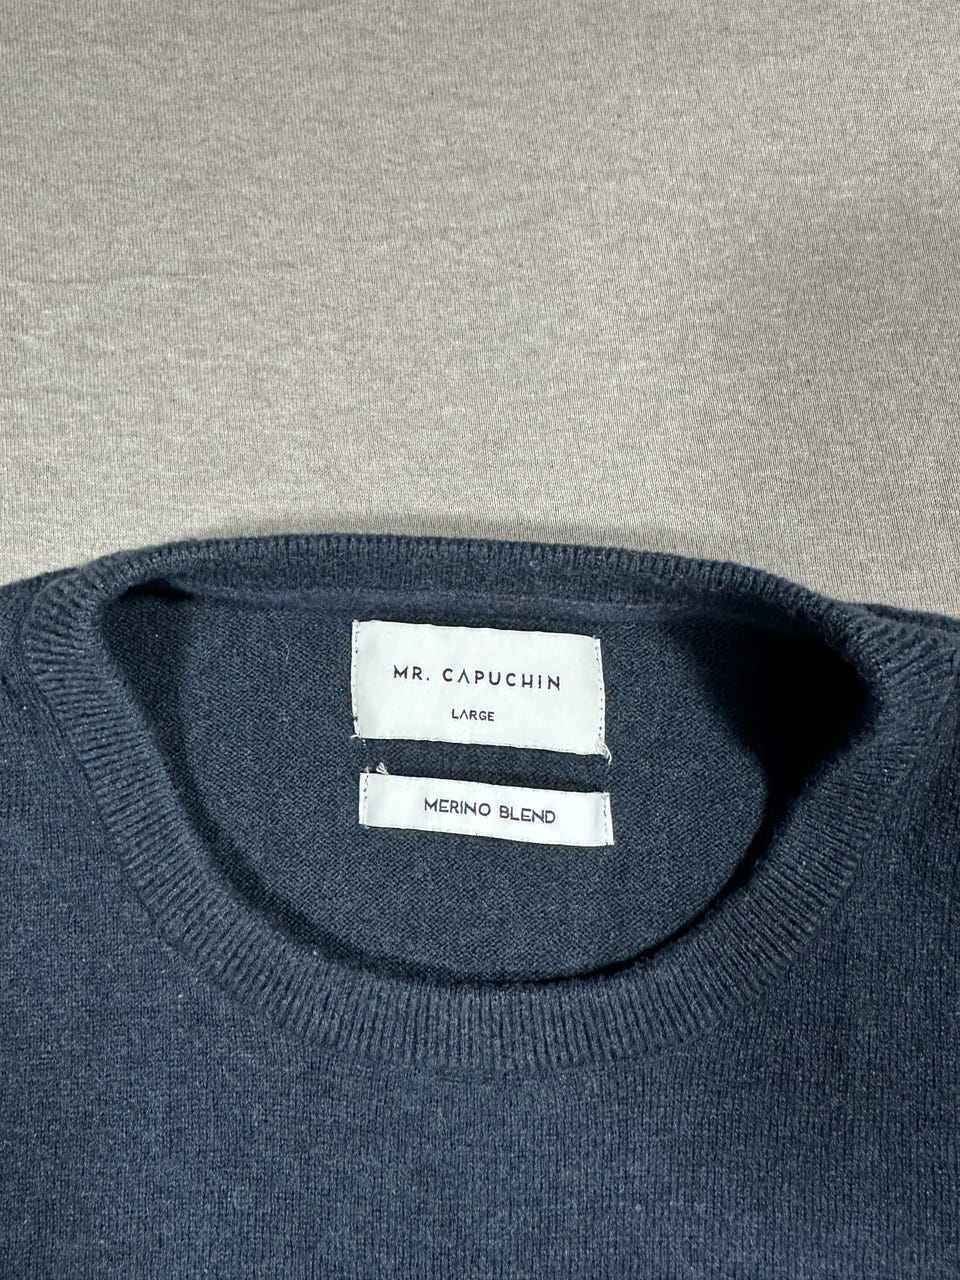 MR. CAPUCHIN
LARGE
MERINO BLEND